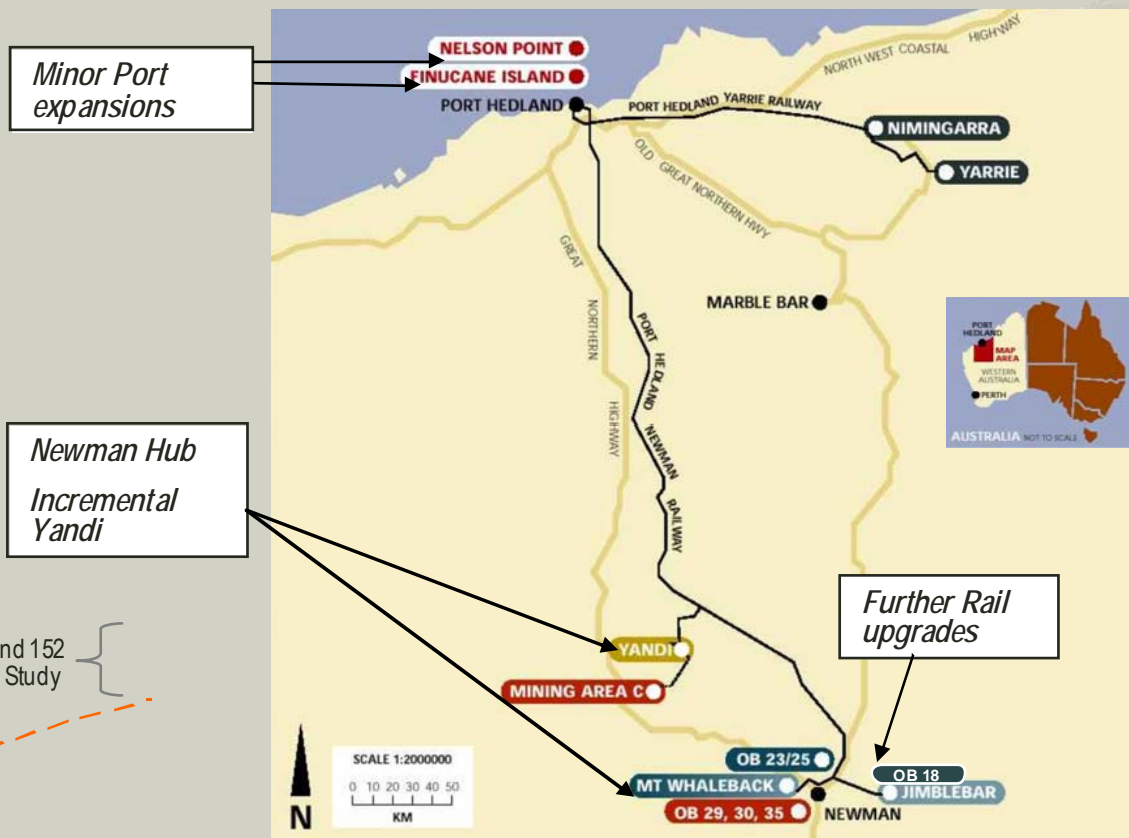 Minor Port
expansions
NELSON POINT
FINUCANE ISLAND
PORT HEDLAND
NORTH WEST COASTAL
HIGHWAY
PORT HEDLAND YARRIE RAILWAY
NIMINGARRA
YARRIE
OLD GREAT NORTHERN HWY
GREAT
NORTHERN
HIGHWAY
MARBLE BAR
PORT HEDLAND NEWMAN RAILWAY
PORT
HEDLAND
MAP
AREA
WESTERN
AUSTRALIA
PERTH
AUSTRALIA NOT TO SCALE
Newman Hub
Incremental
Yandi
nd 152
Study
Further Rail
upgrades
YANDI
MINING AREA C
SCALE 1:2000000
0 10 20 30 40 50
KM
N
OB 23/25
OB 18
MT WHALEBACK
JIMBLEBAR
OB 29, 30, 35
NEWMAN